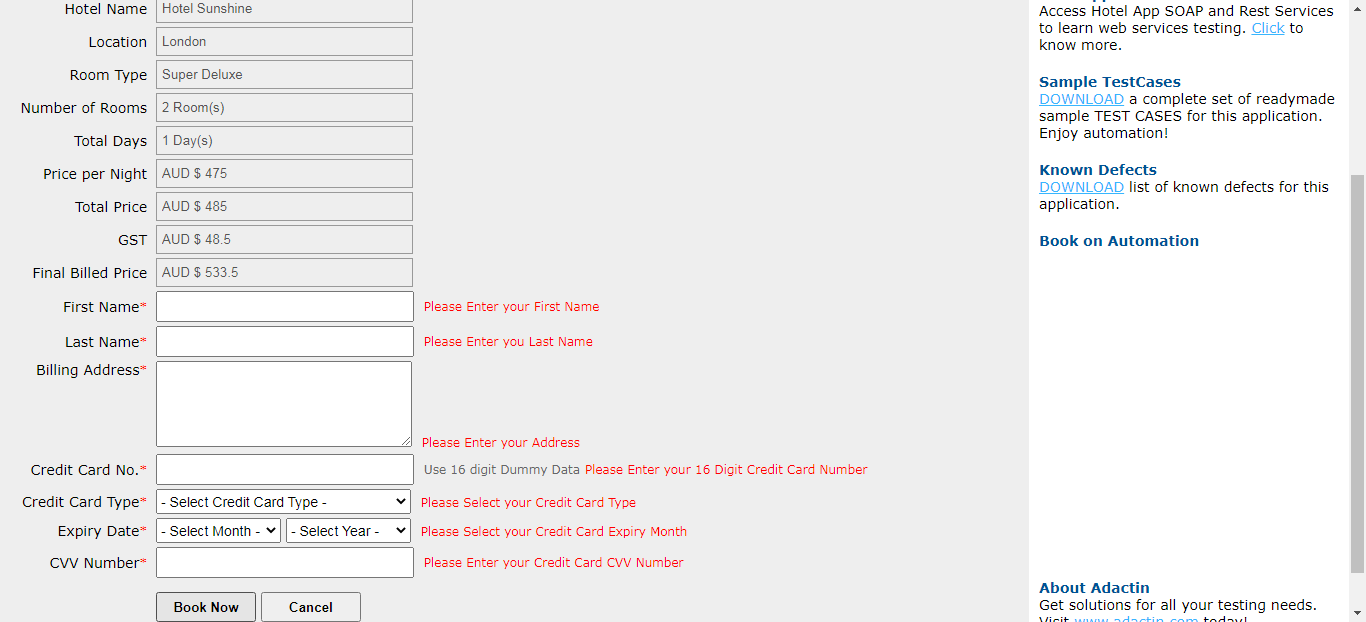 Hotel Name Hotel Sunshine
Location London
Room Type Super Deluxe
Number of Rooms 2 Room(s)
Total Days 1 Day(s)
Price per Night AUD $ 475
Total Price AUD $ 485
GST AUD $ 48.5
Final Billed Price AUD $ 533.5
First Name* Please Enter your First Name
Last Name* Please Enter you Last Name
Billing Address*
Please Enter your Address
Credit Card No.* Use 16 digit Dummy Data Please Enter your 16 Digit Credit Card Number
Credit Card Type* - Select Credit Card Type - Please Select your Credit Card Type
Expiry Date* - Select Month - - Select Year - Please Select your Credit Card Expiry Month
CVV Number* Please Enter your Credit Card CVV Number
Book Now Cancel
Access Hotel App SOAP and Rest Services
to learn web services testing. Click to
know more.
Sample TestCases
DOWNLOAD a complete set of readymade
sample TEST CASES for this application.
Enjoy automation!
Known Defects
DOWNLOAD list of known defects for this
application.
Book on Automation
About Adactin
Get solutions for all your testing needs.
Visit www.adactin.com today!